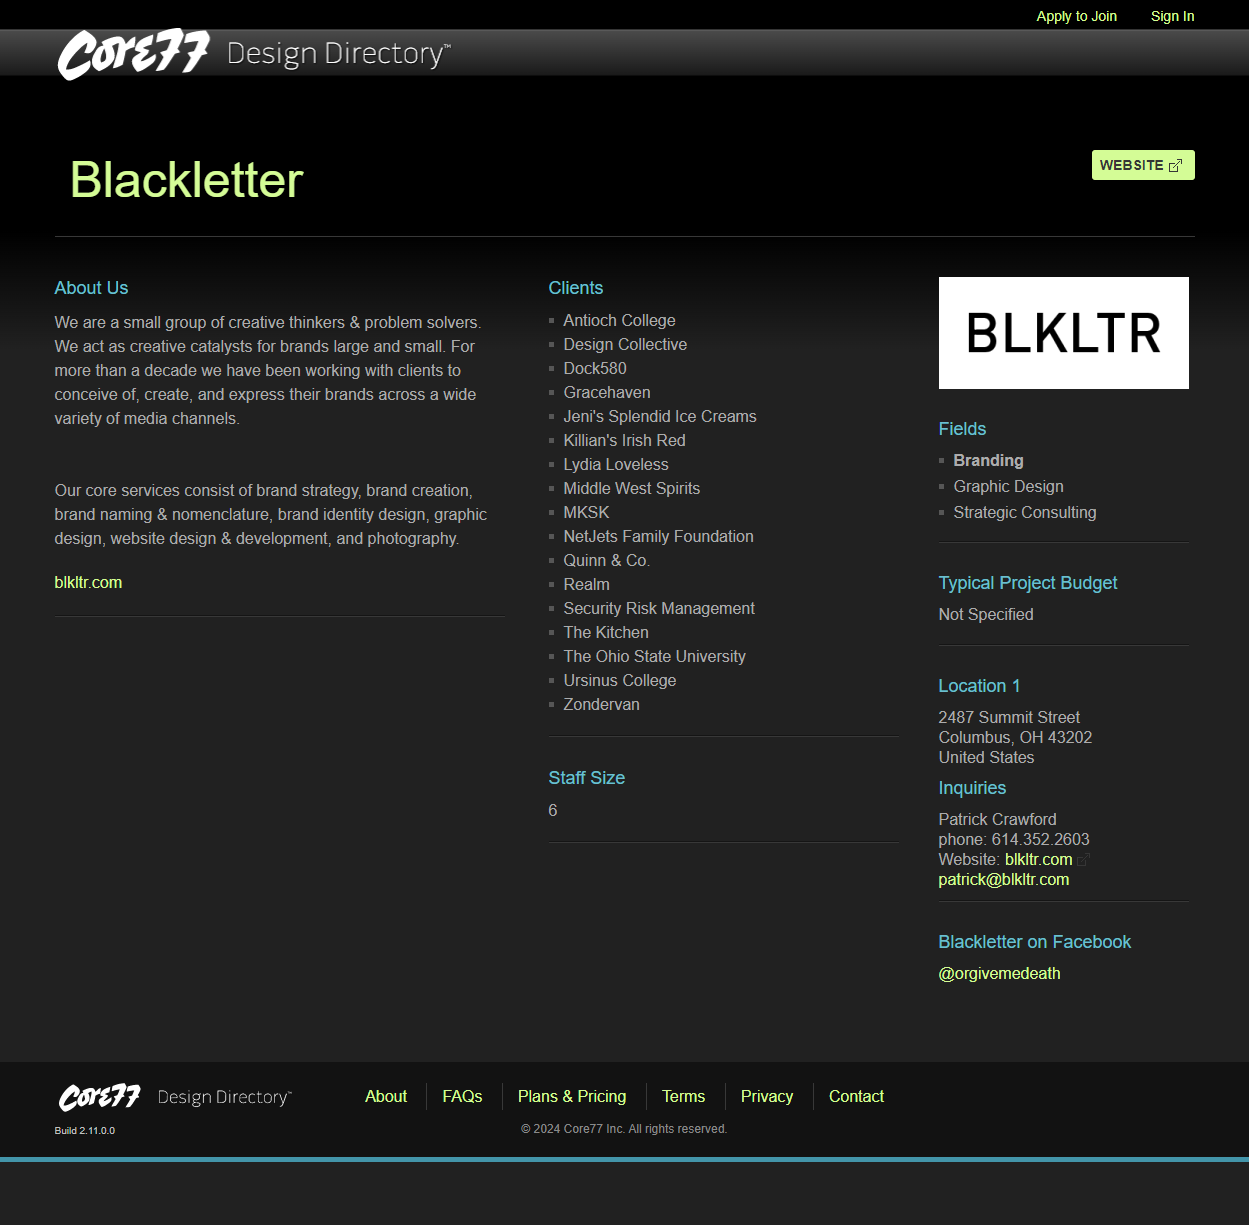 Apply to Join Sign In
Core77 Design Directory™
Blackletter
WEBSITE
About Us
We are a small group of creative thinkers & problem solvers.
We act as creative catalysts for brands large and small. For
more than a decade we have been working with clients to
conceive of, create, and express their brands across a wide
variety of media channels.
Our core services consist of brand strategy, brand creation,
brand naming & nomenclature, brand identity design, graphic
design, website design & development, and photography.
blkltr.com
Clients
Antioch College
Design Collective
Dock580
Gracehaven
Jeni's Splendid Ice Creams
Killian's Irish Red
Lydia Loveless
Middle West Spirits
MKSK
NetJets Family Foundation
Quinn & Co.
Realm
Security Risk Management
The Kitchen
The Ohio State University
Ursinus College
Zondervan
Staff Size
6
BLKLTR
Fields
Branding
Graphic Design
Strategic Consulting
Typical Project Budget
Not Specified
Location 1
2487 Summit Street
Columbus, OH 43202
United States
Inquiries
Patrick Crawford
phone: 614.352.2603
Website: blkltr.com
patrick@blkltr.com
Blackletter on Facebook
@orgivemedeath
Core77 Design Directory™
About FAQs Plans & Pricing Terms Privacy Contact
Build 2.11.0.0
© 2024 Core77 Inc. All rights reserved.